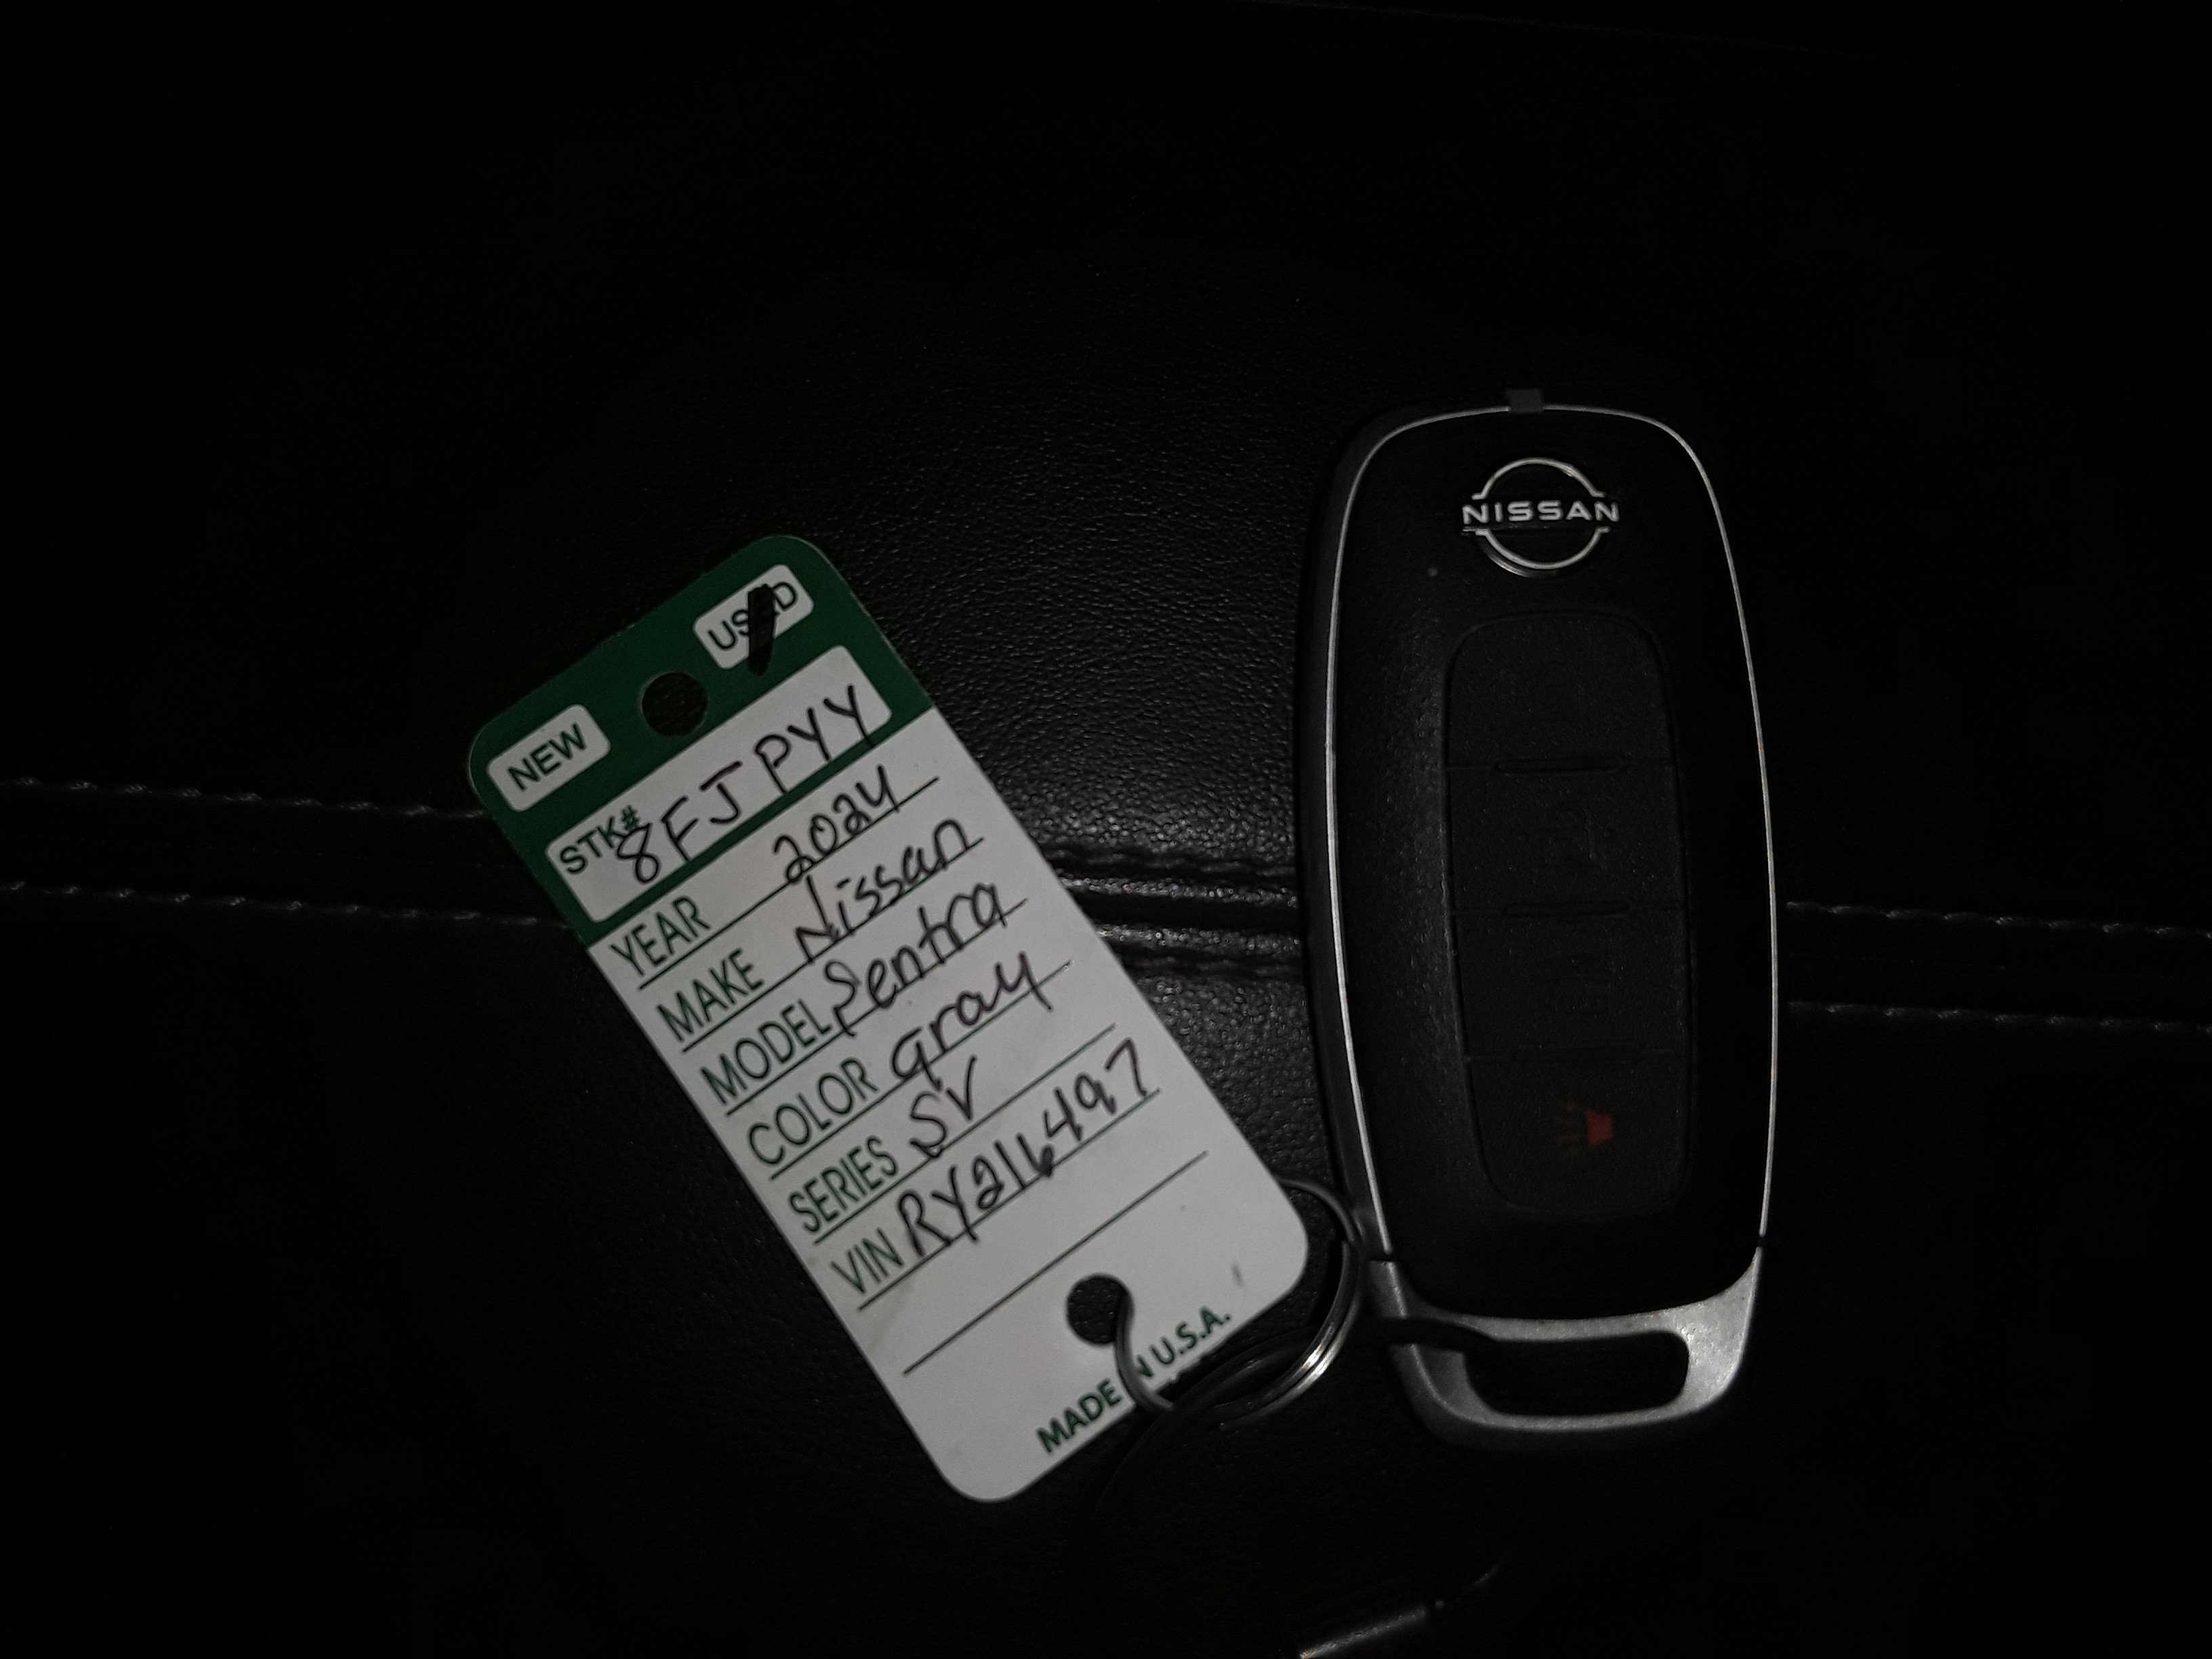 NEW USED
STK# 8FJPYY
YEAR 2024
MAKE Nissan
MODEL Sentra
COLOR gray
SERIES SV
VIN RY216497
MADE IN U.S.A.
NISSAN